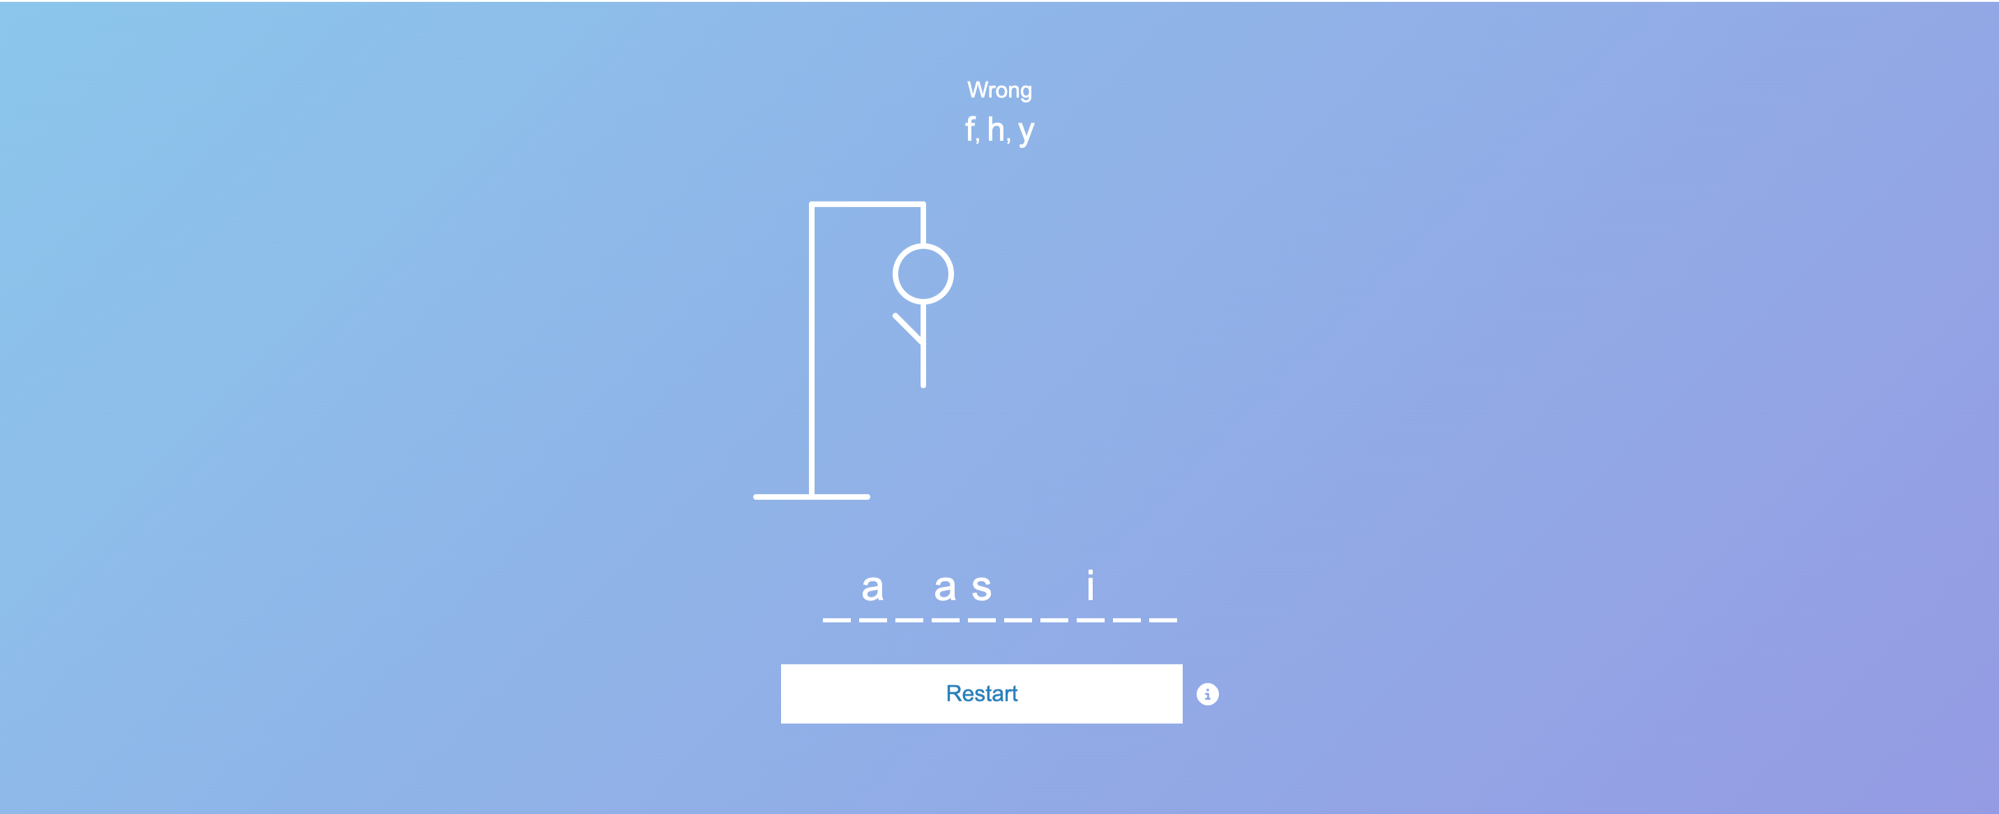 Wrong
f, h, y
_ a _ a s _ _ i _ _
Restart
i